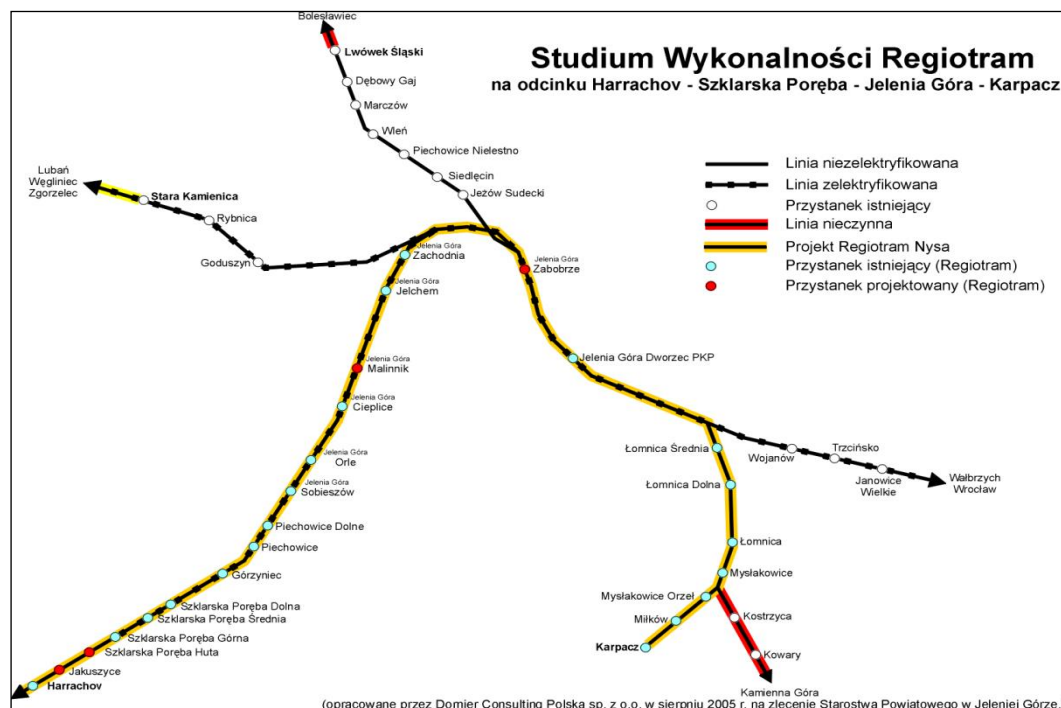 Bolesławiec
Lwówek Śląski
Dębowy Gaj
Marczów
Wleń
Piechowice Nielestno
Siedlęcin
Jeżów Sudecki
Studium Wykonalności Regiotram
na odcinku Harrachov - Szklarska Poręba - Jelenia Góra - Karpacz
Linia niezelektryfikowana
Linia zelektryfikowana
Przystanek istniejący
Linia nieczynna
Projekt Regiotram Nysa
Przystanek istniejący (Regiotram)
Przystanek projektowany (Regiotram)
Lubań
Węgliniec
Zgorzelec
Stara Kamienica
Rybnica
Goduszyn
Jelenia Góra
Zachodnia
Jelenia Góra
Jelchem
Jelenia Góra
Zabobrze
Jelenia Góra
Malinnik
Jelenia Góra
Cieplice
Jelenia Góra
Orle
Jelenia Góra
Sobieszów
Piechowice Dolne
Piechowice
Górzyniec
Szklarska Poręba Dolna
Szklarska Poręba Średnia
Szklarska Poręba Górna
Szklarska Poręba Huta
Jakuszyce
Harrachov
Jelenia Góra Dworzec PKP
Wojanów
Trzcińsko
Janowice
Wielkie
Wałbrzych
Wrocław
Łomnica Średnia
Łomnica Dolna
Łomnica
Mysłakowice
Mysłakowice Orzeł
Miłków
Karpacz
Kostrzyca
Kowary
Kamienna Góra
(opracowane przez Dornier Consulting Polska sp. z o.o. w sierpniu 2005 r. na zlecenie Starostwa Powiatowego w Jeleniej Górze.